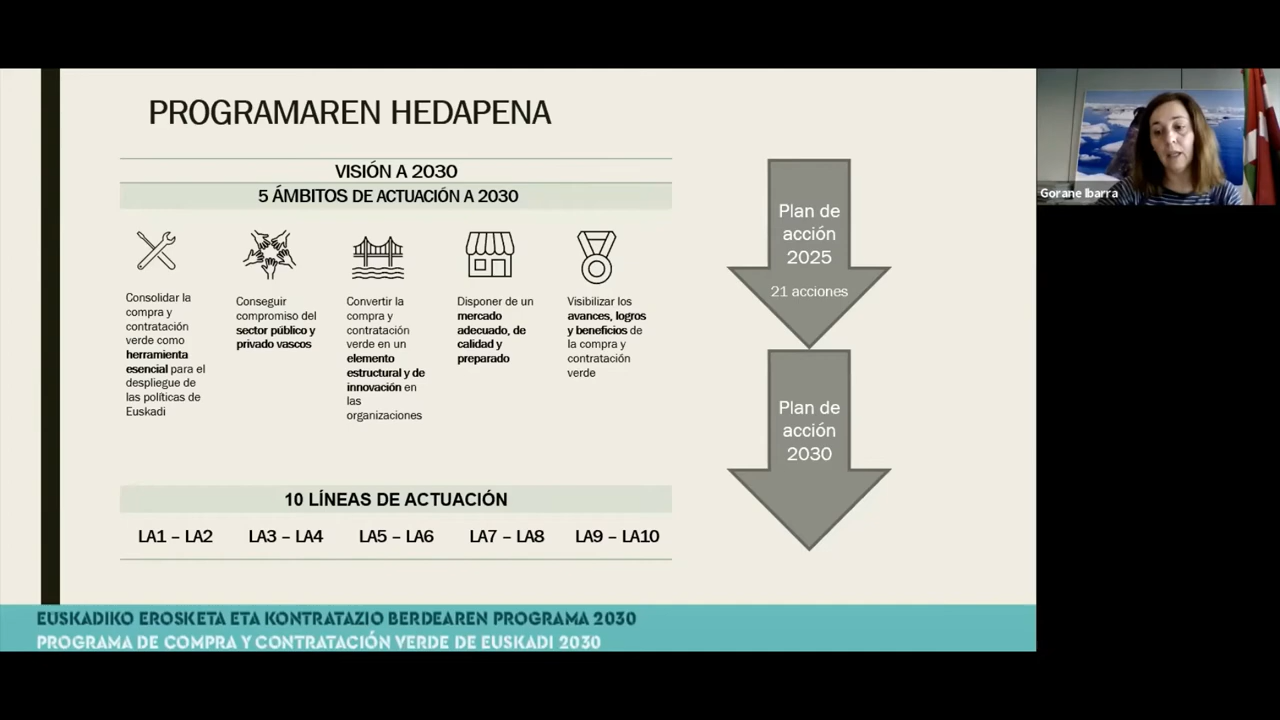 PROGRAMAREN HEDAPENA
VISIÓN A 2030
5 ÁMBITOS DE ACTUACIÓN A 2030
Consolidar la
compra y
contratación
verde como
herramienta
esencial para el
despliegue de
las políticas de
Euskadi
Conseguir
compromiso del
sector público y
privado vascos
Convertir la
compra y
contratación
verde en un
elemento
estructural y de
innovación en
las
organizaciones
Disponer de un
mercado
adecuado, de
calidad y
preparado
Visibilizar los
avances, logros
y beneficios de
la compra y
contratación
verde
10 LÍNEAS DE ACTUACIÓN
LA1 – LA2
LA3 – LA4
LA5 – LA6
LA7 – LA8
LA9 – LA10
Plan de
acción
2025
21 acciones
Plan de
acción
2030
Gorane Ibarra
EUSKADIKO EROSKETA ETA KONTRATAZIO BERDEAREN PROGRAMA 2030
PROGRAMA DE COMPRA Y CONTRATACIÓN VERDE DE EUSKADI 2030